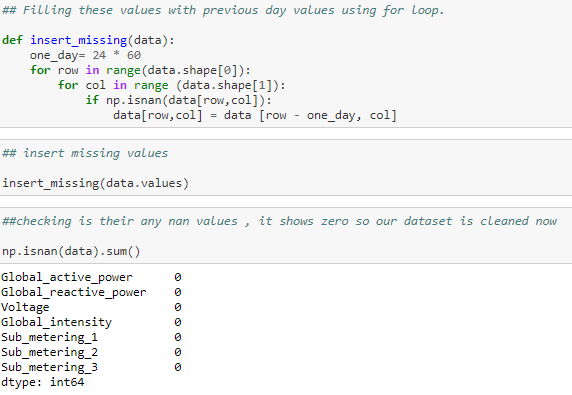 ## Filling these values with previous day values using for loop.
def insert_missing(data):
    one_day= 24 * 60
    for row in range(data.shape[0]):
        for col in range (data.shape[1]):
            if np.isnan(data[row,col]):
                data[row,col] = data [row - one_day, col]
## insert missing values
insert_missing(data.values)
##checking is their any nan values , it shows zero so our dataset is cleaned now
np.isnan(data).sum()
Global_active_power      0
Global_reactive_power    0
Voltage                  0
Global_intensity         0
Sub_metering_1           0
Sub_metering_2           0
Sub_metering_3           0
dtype: int64